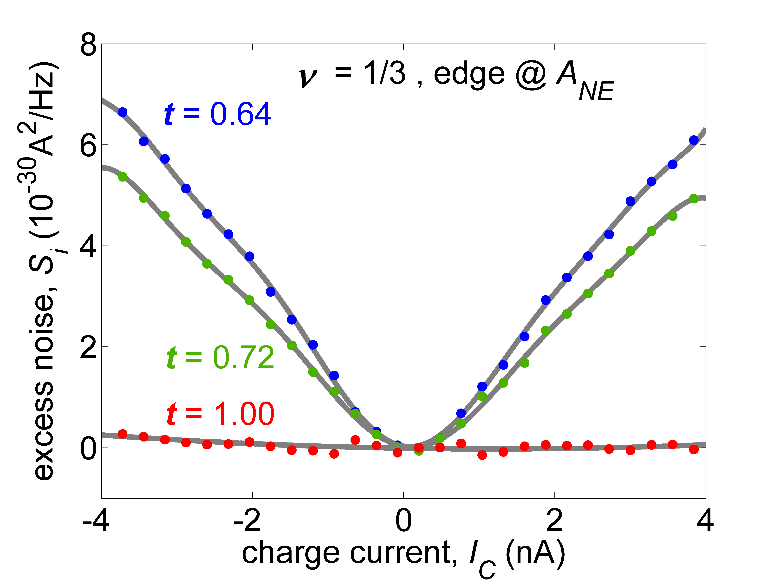 8
6
4
2
0
-4
-2
0
2
4
excess noise, S_i (10^-30 A^2/Hz)
charge current, I_C (nA)
ν = 1/3 , edge @ A_NE
t = 0.64
t = 0.72
t = 1.00